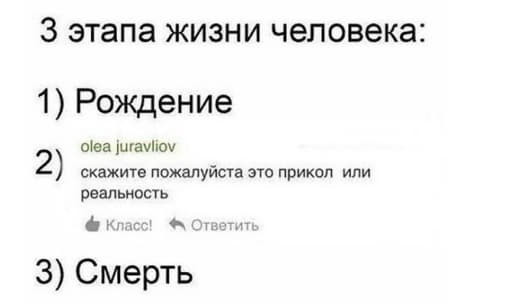 3 этапа жизни человека:
1) Рождение
olea juravliov
2)
скажите пожалуйста это прикол или
реальность
Класс! Ответить
3) Смерть